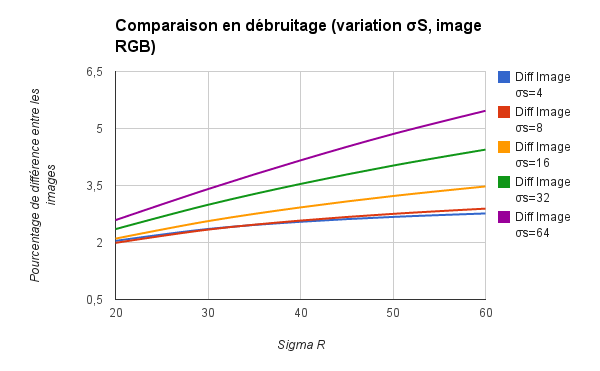 Comparaison en débruitage (variation σS, image
RGB)
Pourcentage de différence entre les
images
6,5
5
3,5
2
0,5
20
30
40
50
60
Sigma R
Diff Image
σs=4
Diff Image
σs=8
Diff Image
σs=16
Diff Image
σs=32
Diff Image
σs=64